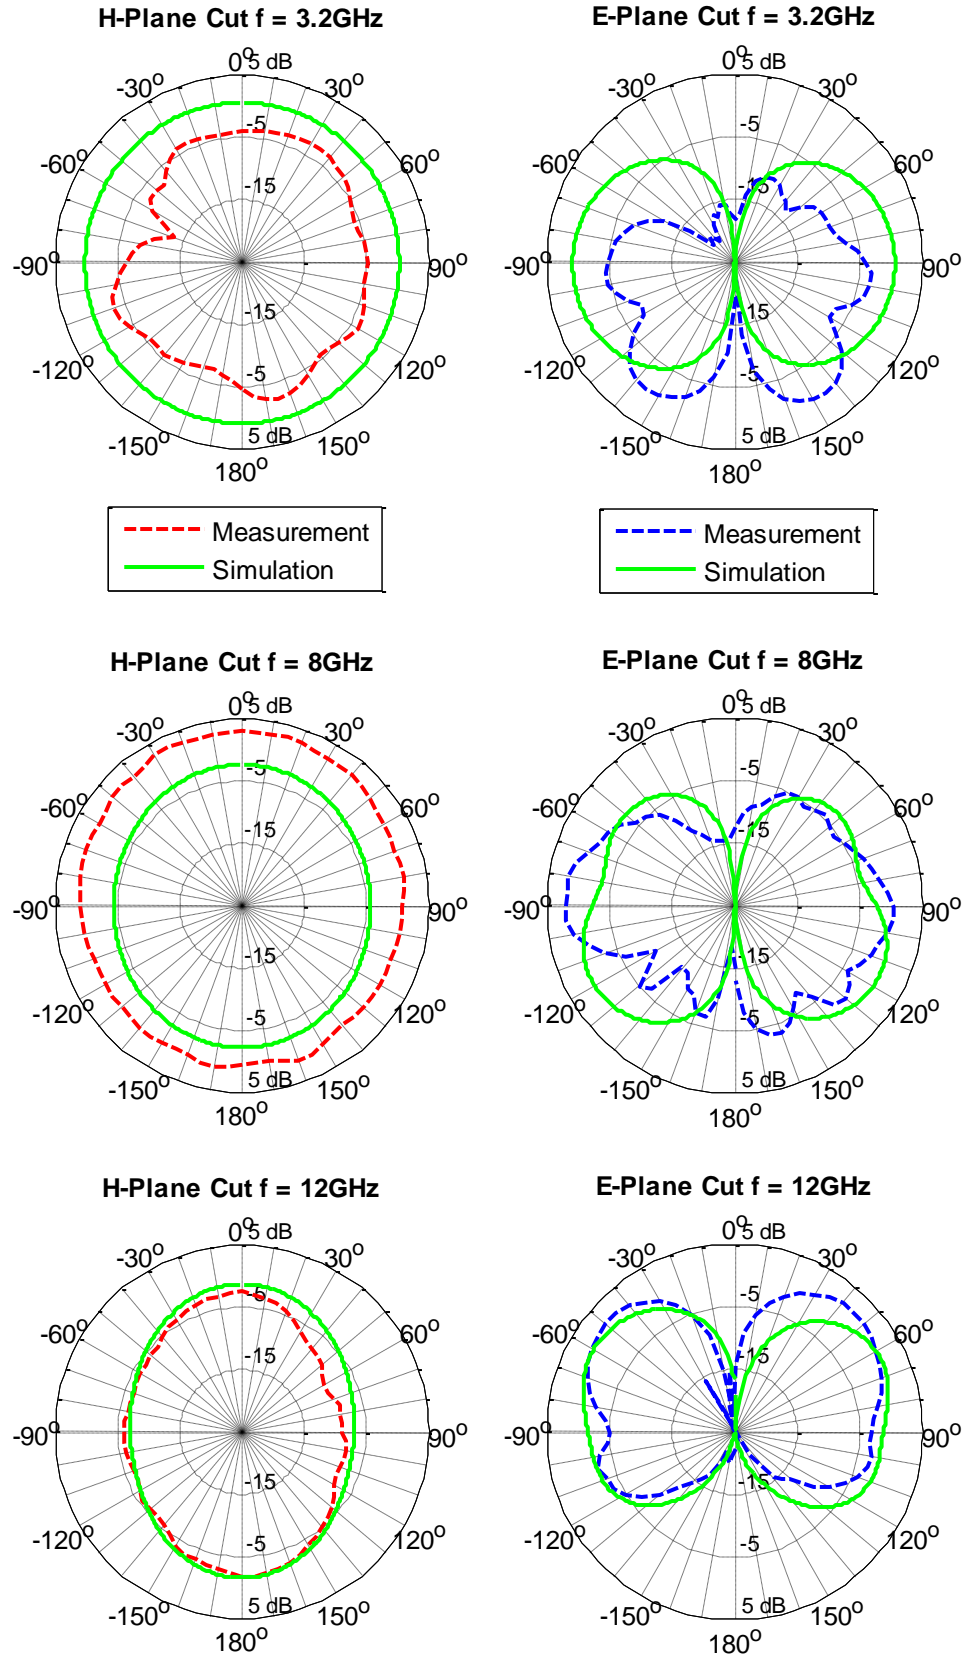 H-Plane Cut f = 3.2GHz
E-Plane Cut f = 3.2GHz
0° 5 dB
-30° 30°
-5
-60° 60°
-15
-90° 90°
-15
-120° 120°
-5
5 dB
-150° 150°
180°
0° 5 dB
-30° 30°
-5
-60° 60°
-15
-90° 90°
-15
-120° 120°
-5
5 dB
-150° 150°
180°
Measurement
Simulation
Measurement
Simulation
H-Plane Cut f = 8GHz
E-Plane Cut f = 8GHz
0° 5 dB
-30° 30°
-5
-60° 60°
-15
-90° 90°
-15
-120° 120°
-5
5 dB
-150° 150°
180°
0° 5 dB
-30° 30°
-5
-60° 60°
-15
-90° 90°
-15
-120° 120°
-5
5 dB
-150° 150°
180°
H-Plane Cut f = 12GHz
E-Plane Cut f = 12GHz
0° 5 dB
-30° 30°
-5
-60° 60°
-15
-90° 90°
-15
-120° 120°
-5
5 dB
-150° 150°
180°
0° 5 dB
-30° 30°
-5
-60° 60°
-15
-90° 90°
-15
-120° 120°
-5
5 dB
-150° 150°
180°